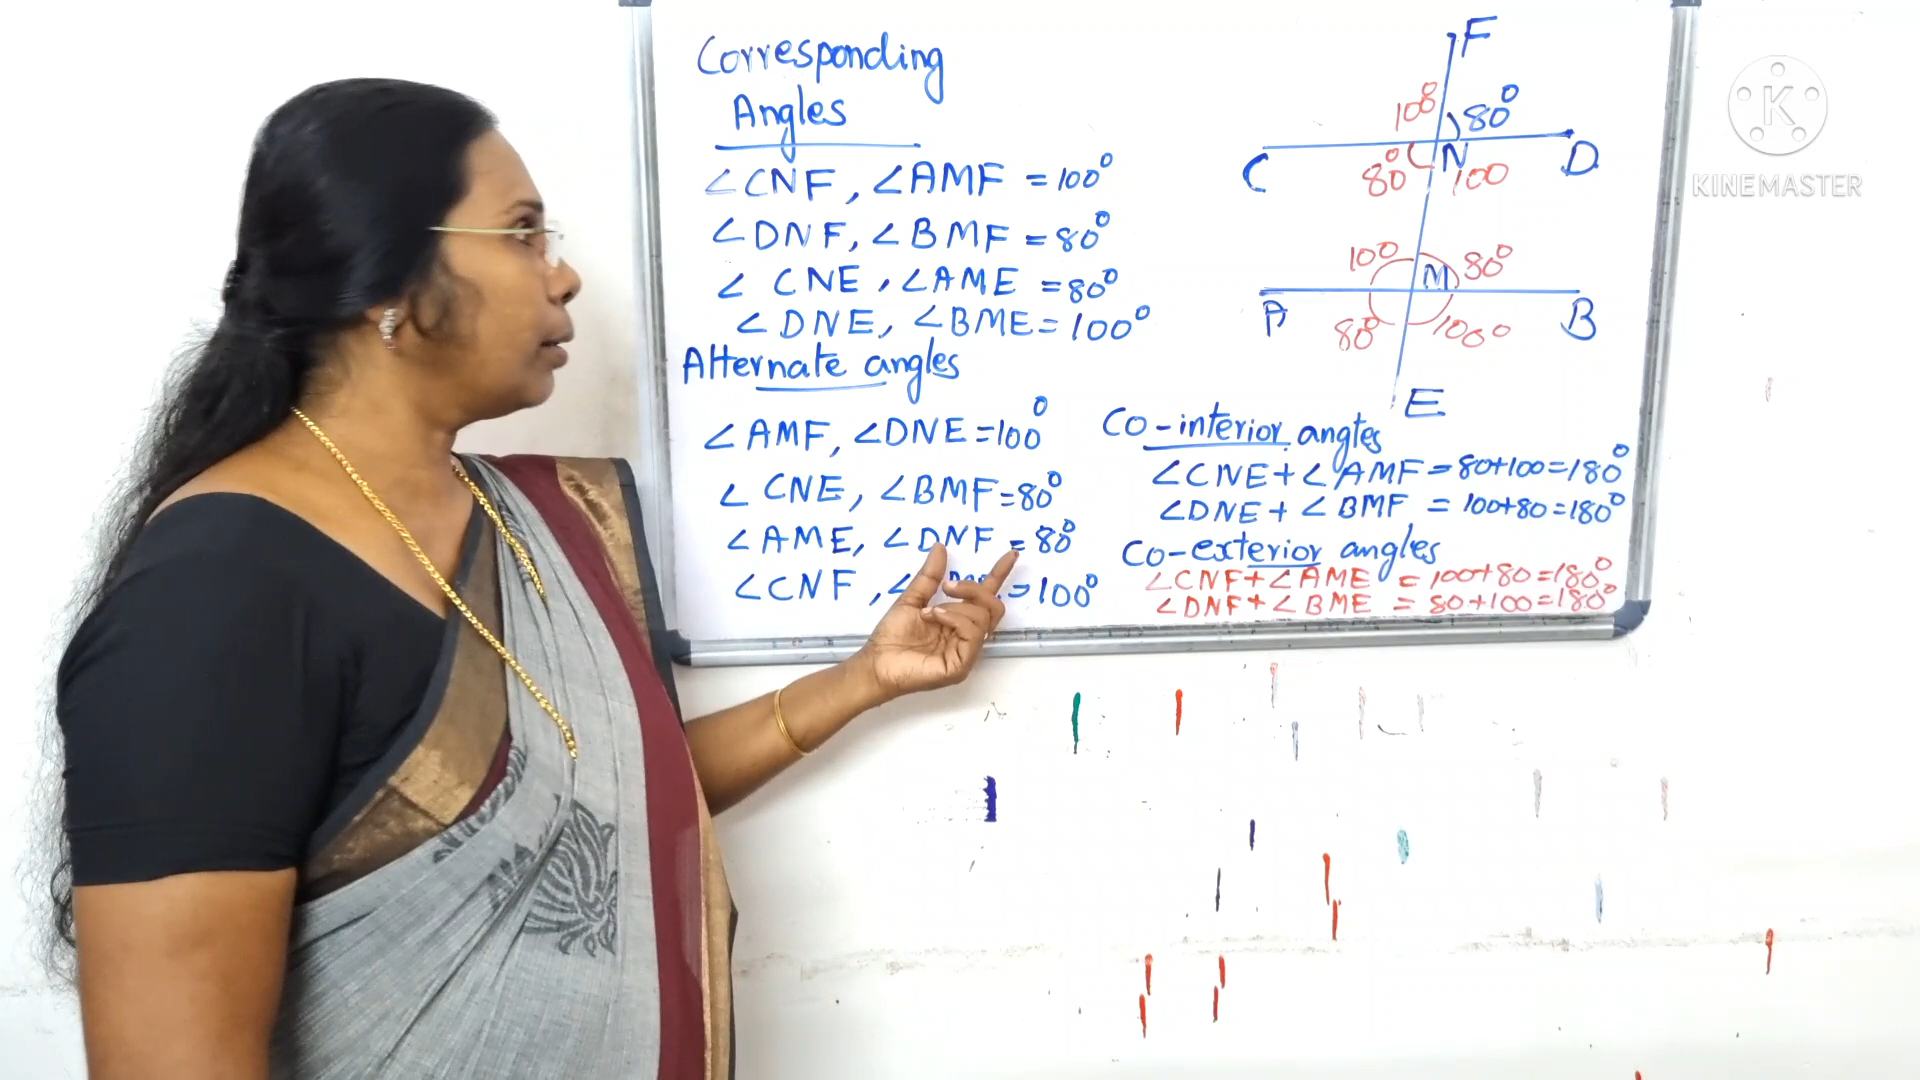 Corresponding
Angles
∠CNF, ∠AMF = 100°
∠DNF, ∠BMF = 80°
∠ CNE, ∠AME = 80°
∠DNE, ∠BME = 100°
Alternate angles
∠AMF, ∠DNE = 100°
∠CNE, ∠BMF = 80°
∠AME, ∠DNF = 80°
∠CNF, ∠ = 100°
F
100° 80°
C N D
80° 100
100 80°
M
A B
80° 100°
E
Co-interior angles
∠CNE + ∠AMF = 80+100=180°
∠DNE + ∠BMF = 100+80=180°
Co-exterior angles
∠CNF + ∠AME = 100+80=180°
∠DNF + ∠BME = 80+100=180°
K
KINEMASTER